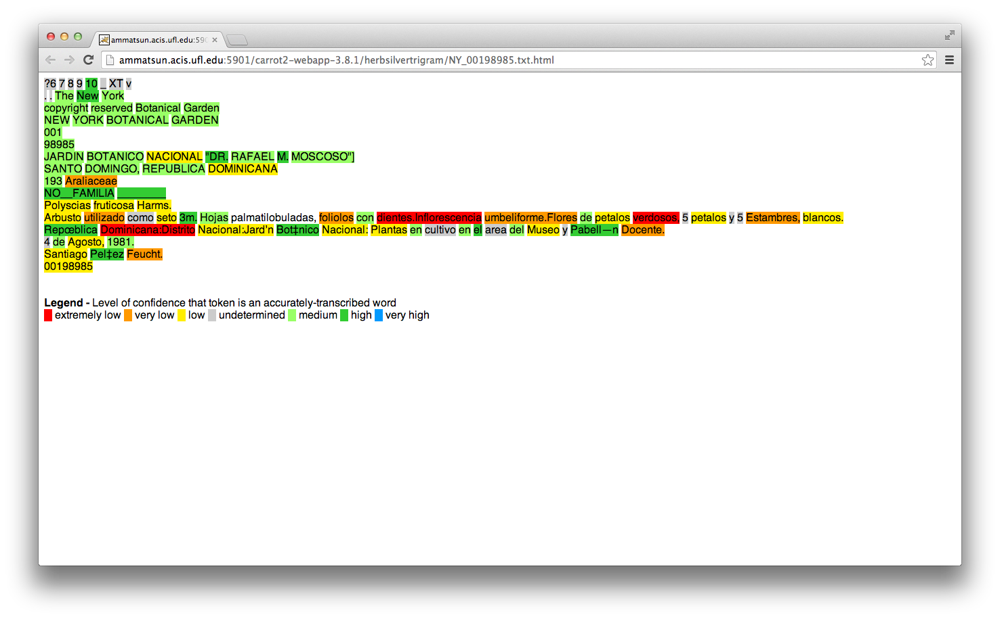 ammatsun.acis.ufl.edu:590
ammatsun.acis.ufl.edu:5901/carrot2-webapp-3.8.1/herbsilvertrigram/NY_00198985.txt.html
?6 7 8 9 10 _ XT v
. . The New York
copyright reserved Botanical Garden
NEW YORK BOTANICAL GARDEN
001
98985
JARDIN BOTANICO NACIONAL "DR. RAFAEL M. MOSCOSO"]
SANTO DOMINGO, REPUBLICA DOMINICANA
193 Araliaceae
NO__FAMILIA ________
Polyscias fruticosa Harms.
Arbusto utilizado como seto 3m. Hojas palmatilobuladas, foliolos con dientes.Inflorescencia umbeliforme.Flores de petalos verdosos, 5 petalos y 5 Estambres, blancos.
Repœblica Dominicana:Distrito Nacional:Jard'n Bot‡nico Nacional: Plantas en cultivo en el area del Museo y Pabell—n Docente.
4 de Agosto, 1981.
Santiago Pel‡ez Feucht.
00198985
Legend - Level of confidence that token is an accurately-transcribed word
extremely low very low low undetermined medium high very high